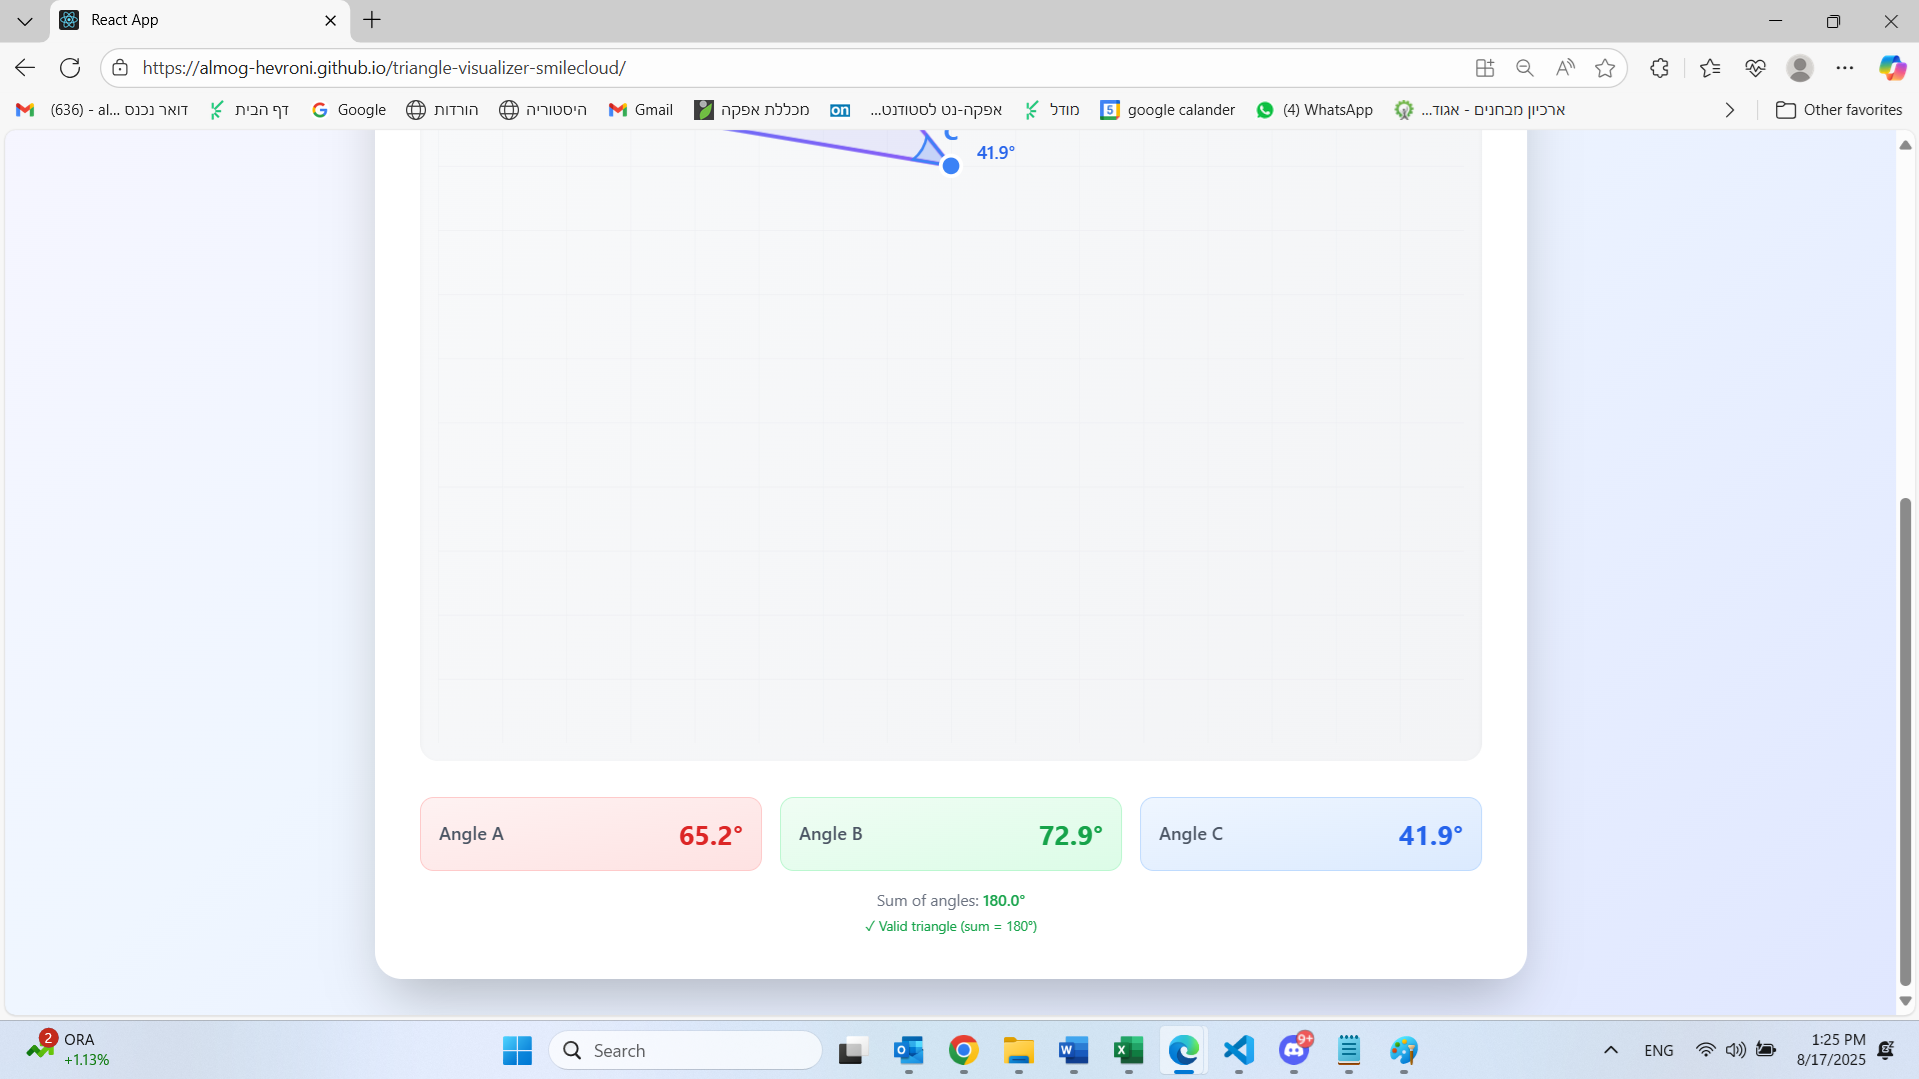 React App
https://almog-hevroni.github.io/triangle-visualizer-smilecloud/
דואר נכנס (636) - al...
דף הבית
Google
הורדות
היסטוריה
Gmail
מכללת אפקה
on
אפקה-נט לסטודנט...
מודל
5
google calander
(4) WhatsApp
ארכיון מבחנים - אגוד...
Other favorites
C
41.9°
Angle A
65.2°
Angle B
72.9°
Angle C
41.9°
Sum of angles: 180.0°
✓ Valid triangle (sum = 180°)
2
ORA
+1.13%
Search
9+
ENG
1:25 PM
8/17/2025